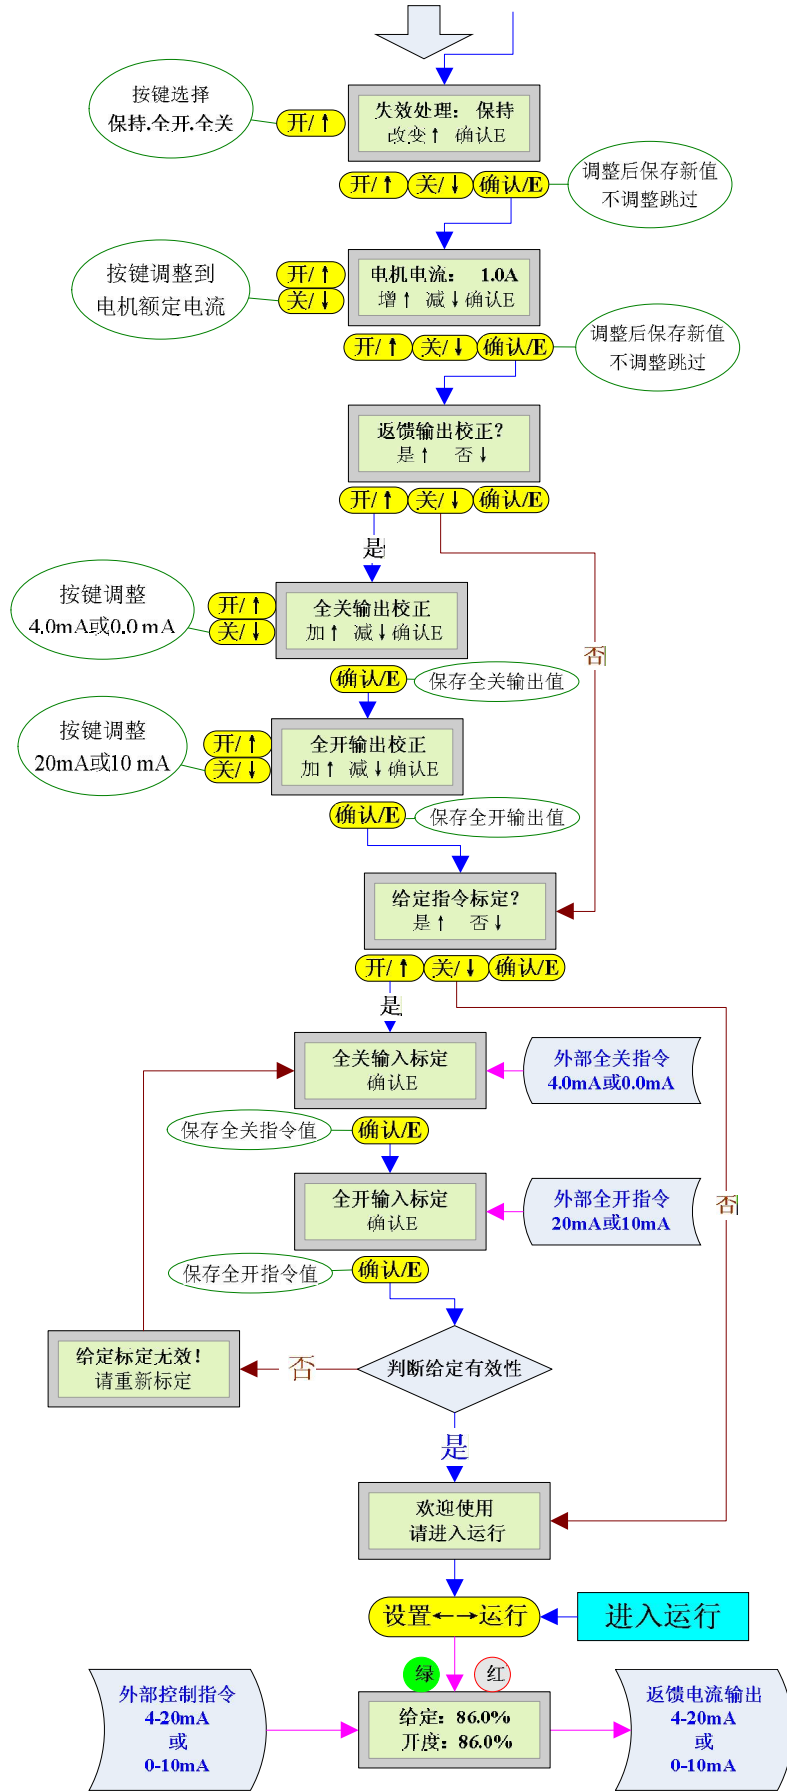 按键选择
保持.全开.全关
开/↑
失效处理： 保持
改变↑ 确认E
开/↑ 关/↓ 确认/E
调整后保存新值
不调整跳过
按键调整到
电机额定电流
开/↑
关/↓
电机电流： 1.0A
增↑ 减↓确认E
开/↑ 关/↓ 确认/E
调整后保存新值
不调整跳过
返馈输出校正？
是↑ 否↓
开/↑ 关/↓ 确认/E
是
否
按键调整
4.0mA或0.0 mA
开/↑
关/↓
全关输出校正
加↑ 减↓确认E
确认/E
保存全关输出值
按键调整
20mA或10 mA
开/↑
关/↓
全开输出校正
加↑ 减↓确认E
确认/E
保存全开输出值
给定指令标定？
是↑ 否↓
开/↑ 关/↓ 确认/E
是
否
全关输入标定
确认E
外部全关指令
4.0mA或0.0mA
保存全关指令值
确认/E
全开输入标定
确认E
外部全开指令
20mA或10mA
保存全开指令值
确认/E
判断给定有效性
否
给定标定无效！
请重新标定
是
欢迎使用
请进入运行
设置←→运行
进入运行
绿
红
外部控制指令
4-20mA
或
0-10mA
给定：86.0%
开度：86.0%
返馈电流输出
4-20mA
或
0-10mA